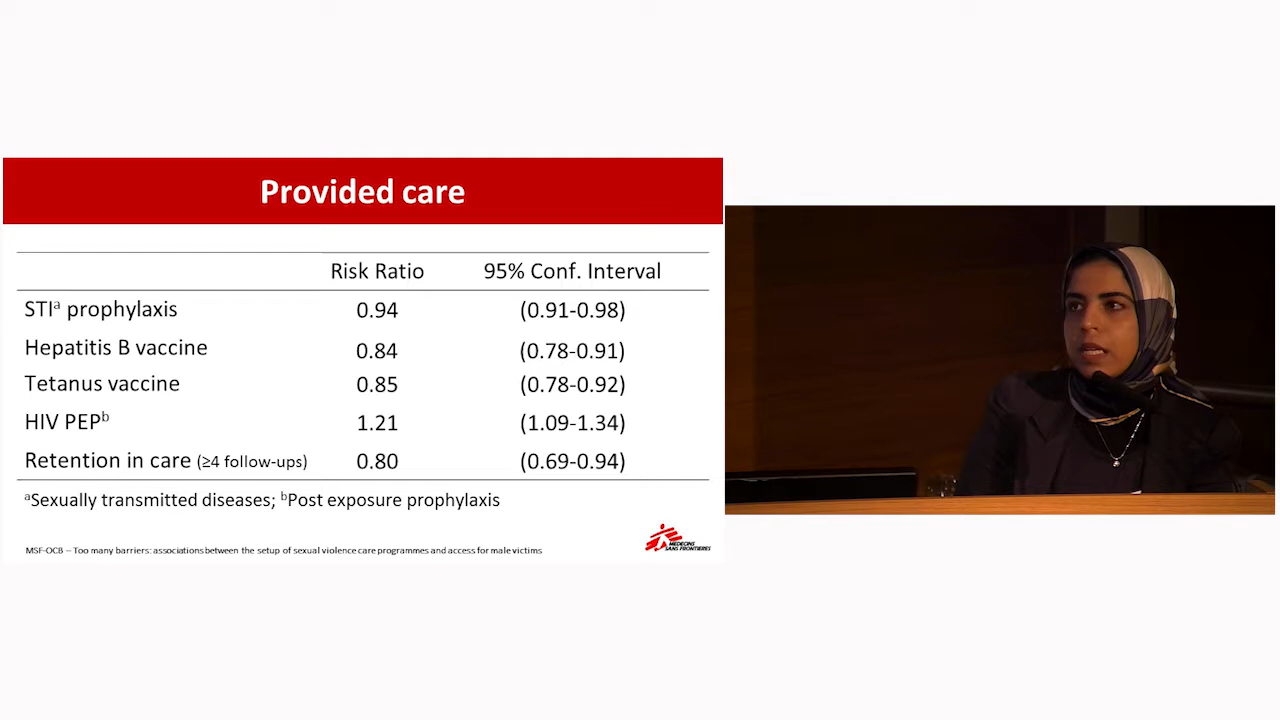 Provided care
Risk Ratio 95% Conf. Interval
STIᵃ prophylaxis 0.94 (0.91-0.98)
Hepatitis B vaccine 0.84 (0.78-0.91)
Tetanus vaccine 0.85 (0.78-0.92)
HIV PEPᵇ 1.21 (1.09-1.34)
Retention in care (≥4 follow-ups) 0.80 (0.69-0.94)
ᵃSexually transmitted diseases; ᵇPost exposure prophylaxis
MSF-OCB – Too many barriers: associations between the setup of sexual violence care programmes and access for male victims
MEDECINS
SANS FRONTIERES